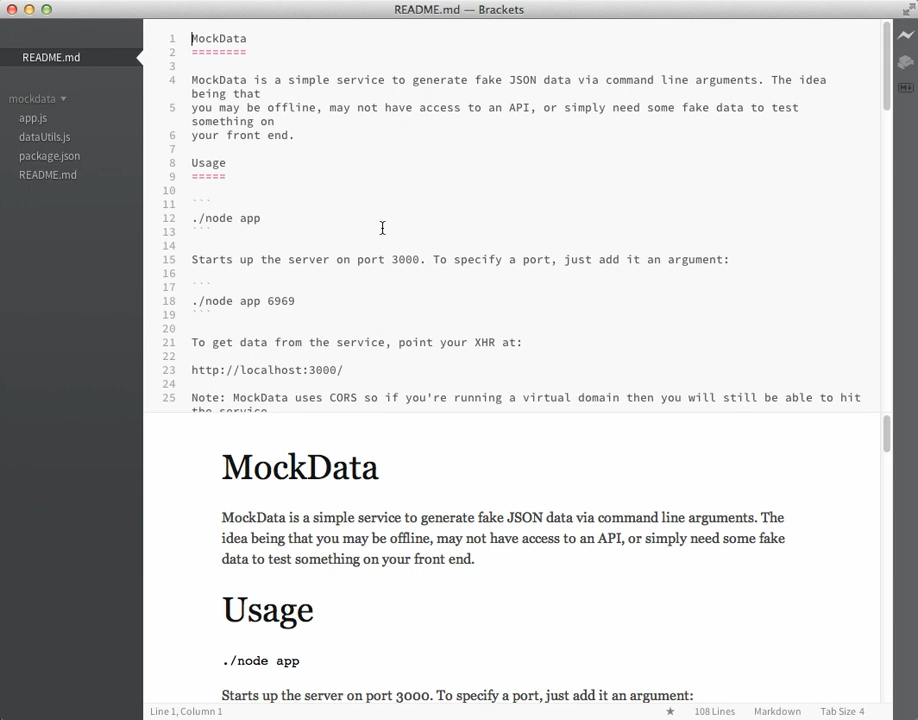 README.md — Brackets
README.md
mockdata
app.js
dataUtils.js
package.json
README.md
1 MockData
2 ========
3
4 MockData is a simple service to generate fake JSON data via command line arguments. The idea
being that
5 you may be offline, may not have access to an API, or simply need some fake data to test
something on
6 your front end.
7
8 Usage
9 =====
10
11 ```
12 ./node app
13 ```
14
15 Starts up the server on port 3000. To specify a port, just add it an argument:
16
17 ```
18 ./node app 6969
19 ```
20
21 To get data from the service, point your XHR at:
22
23 http://localhost:3000/
24
25 Note: MockData uses CORS so if you're running a virtual domain then you will still be able to hit
the service
MockData
MockData is a simple service to generate fake JSON data via command line arguments. The
idea being that you may be offline, may not have access to an API, or simply need some fake
data to test something on your front end.
Usage
./node app
Starts up the server on port 3000. To specify a port, just add it an argument:
Line 1, Column 1
108 Lines
Markdown
Tab Size 4